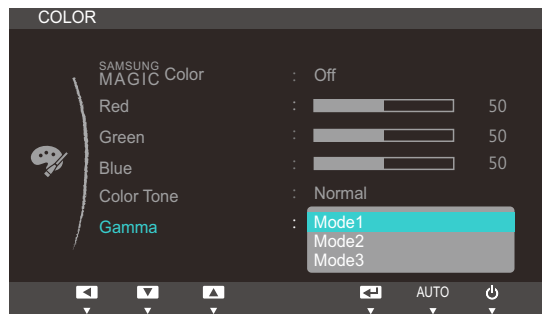 COLOR
SAMSUNG MAGIC Color : Off
Red : 50
Green : 50
Blue : 50
Color Tone : Normal
Gamma : Mode1
Mode2
Mode3
AUTO